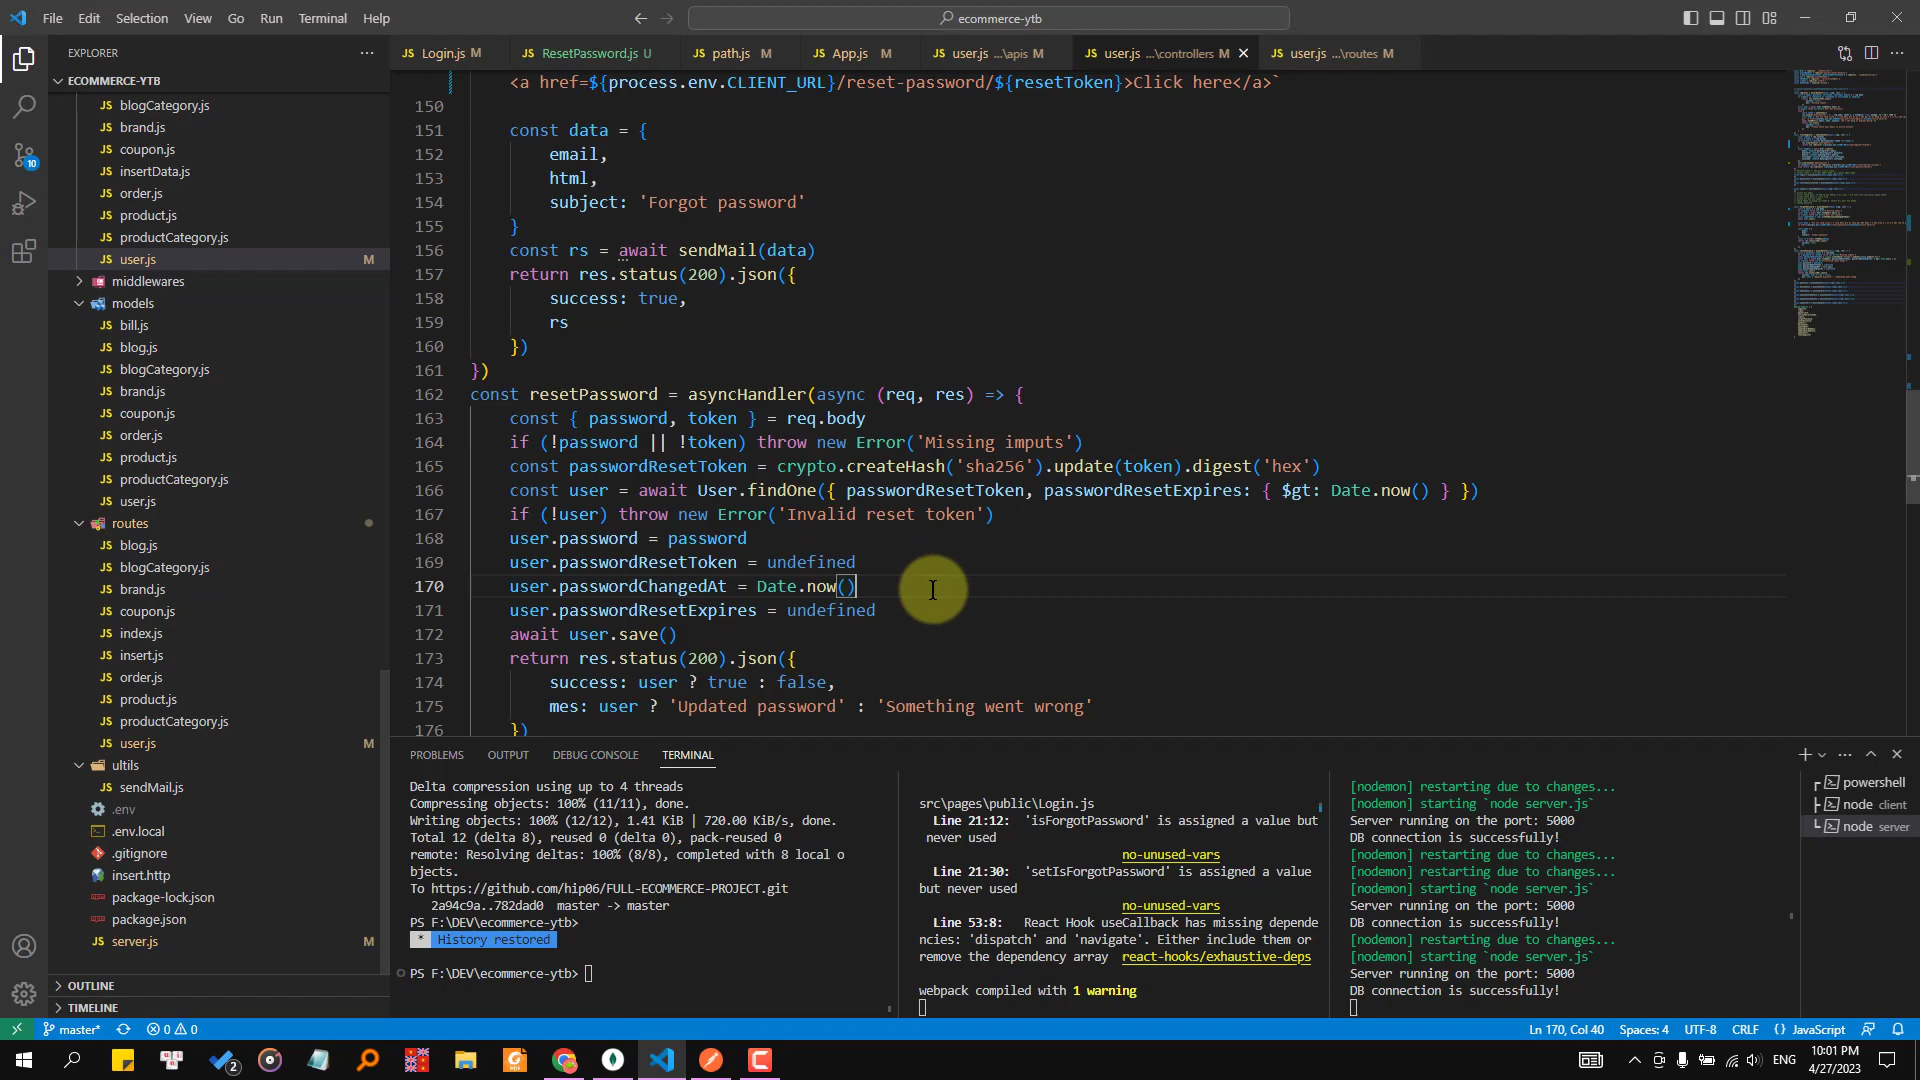 File Edit Selection View Go Run Terminal Help
ecommerce-ytb
EXPLORER
ECOMMERCE-YTB
blogCategory.js
brand.js
coupon.js
insertData.js
order.js
product.js
productCategory.js
user.js M
middlewares
models
bill.js
blog.js
blogCategory.js
brand.js
coupon.js
order.js
product.js
productCategory.js
user.js
routes
blog.js
blogCategory.js
brand.js
coupon.js
index.js
insert.js
order.js
product.js
productCategory.js
user.js M
ultils
sendMail.js
.env
.env.local
.gitignore
insert.http
package-lock.json
package.json
server.js M
OUTLINE
TIMELINE
10
Login.js M ResetPassword.js U path.js M App.js M user.js ...\apis M user.js ...\controllers M user.js ...\routes M
<a href=${process.env.CLIENT_URL}/reset-password/${resetToken}>Click here</a>`
150
151 const data = {
152 email,
153 html,
154 subject: 'Forgot password'
155 }
156 const rs = await sendMail(data)
157 return res.status(200).json({
158 success: true,
159 rs
160 })
161 })
162 const resetPassword = asyncHandler(async (req, res) => {
163 const { password, token } = req.body
164 if (!password || !token) throw new Error('Missing imputs')
165 const passwordResetToken = crypto.createHash('sha256').update(token).digest('hex')
166 const user = await User.findOne({ passwordResetToken, passwordResetExpires: { $gt: Date.now() } })
167 if (!user) throw new Error('Invalid reset token')
168 user.password = password
169 user.passwordResetToken = undefined
170 user.passwordChangedAt = Date.now()
171 user.passwordResetExpires = undefined
172 await user.save()
173 return res.status(200).json({
174 success: user ? true : false,
175 mes: user ? 'Updated password' : 'Something went wrong'
176 })
PROBLEMS OUTPUT DEBUG CONSOLE TERMINAL
Delta compression using up to 4 threads
Compressing objects: 100% (11/11), done.
Writing objects: 100% (12/12), 1.41 KiB | 720.00 KiB/s, done.
Total 12 (delta 8), reused 0 (delta 0), pack-reused 0
remote: Resolving deltas: 100% (8/8), completed with 8 local o
bjects.
To https://github.com/hip06/FULL-ECOMMERCE-PROJECT.git
2a94c9a..782dad0 master -> master
PS F:\DEV\ecommerce-ytb>
* History restored
PS F:\DEV\ecommerce-ytb>
src\pages\public\Login.js
Line 21:12: 'isForgotPassword' is assigned a value but
never used
no-unused-vars
Line 21:30: 'setIsForgotPassword' is assigned a value
but never used
no-unused-vars
Line 53:8: React Hook useCallback has missing depende
ncies: 'dispatch' and 'navigate'. Either include them or
remove the dependency array react-hooks/exhaustive-deps
webpack compiled with 1 warning
[nodemon] restarting due to changes...
[nodemon] starting `node server.js`
Server running on the port: 5000
DB connection is successfully!
[nodemon] restarting due to changes...
[nodemon] restarting due to changes...
[nodemon] starting `node server.js`
Server running on the port: 5000
DB connection is successfully!
[nodemon] restarting due to changes...
[nodemon] starting `node server.js`
Server running on the port: 5000
DB connection is successfully!
powershell
node client
node server
master* 0 0 Ln 170, Col 40 Spaces: 4 UTF-8 CRLF {} JavaScript
2
ENG
10:01 PM
4/27/2023